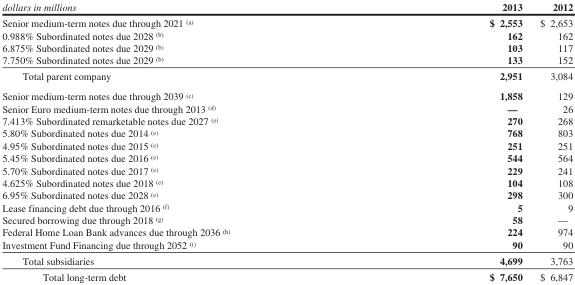 dollars in millions 2013 2012
Senior medium-term notes due through 2021 (a) $ 2,553 $ 2,653
0.988% Subordinated notes due 2028 (b) 162 162
6.875% Subordinated notes due 2029 (b) 103 117
7.750% Subordinated notes due 2029 (b) 133 152
Total parent company 2,951 3,084
Senior medium-term notes due through 2039 (c) 1,858 129
Senior Euro medium-term notes due through 2013 (d) — 26
7.413% Subordinated remarketable notes due 2027 (e) 270 268
5.80% Subordinated notes due 2014 (e) 768 803
4.95% Subordinated notes due 2015 (e) 251 251
5.45% Subordinated notes due 2016 (e) 544 564
5.70% Subordinated notes due 2017 (e) 229 241
4.625% Subordinated notes due 2018 (e) 104 108
6.95% Subordinated notes due 2028 (e) 298 300
Lease financing debt due through 2016 (f) 5 9
Secured borrowing due through 2018 (g) 58 —
Federal Home Loan Bank advances due through 2036 (h) 224 974
Investment Fund Financing due through 2052 (i) 90 90
Total subsidiaries 4,699 3,763
Total long-term debt $ 7,650 $ 6,847